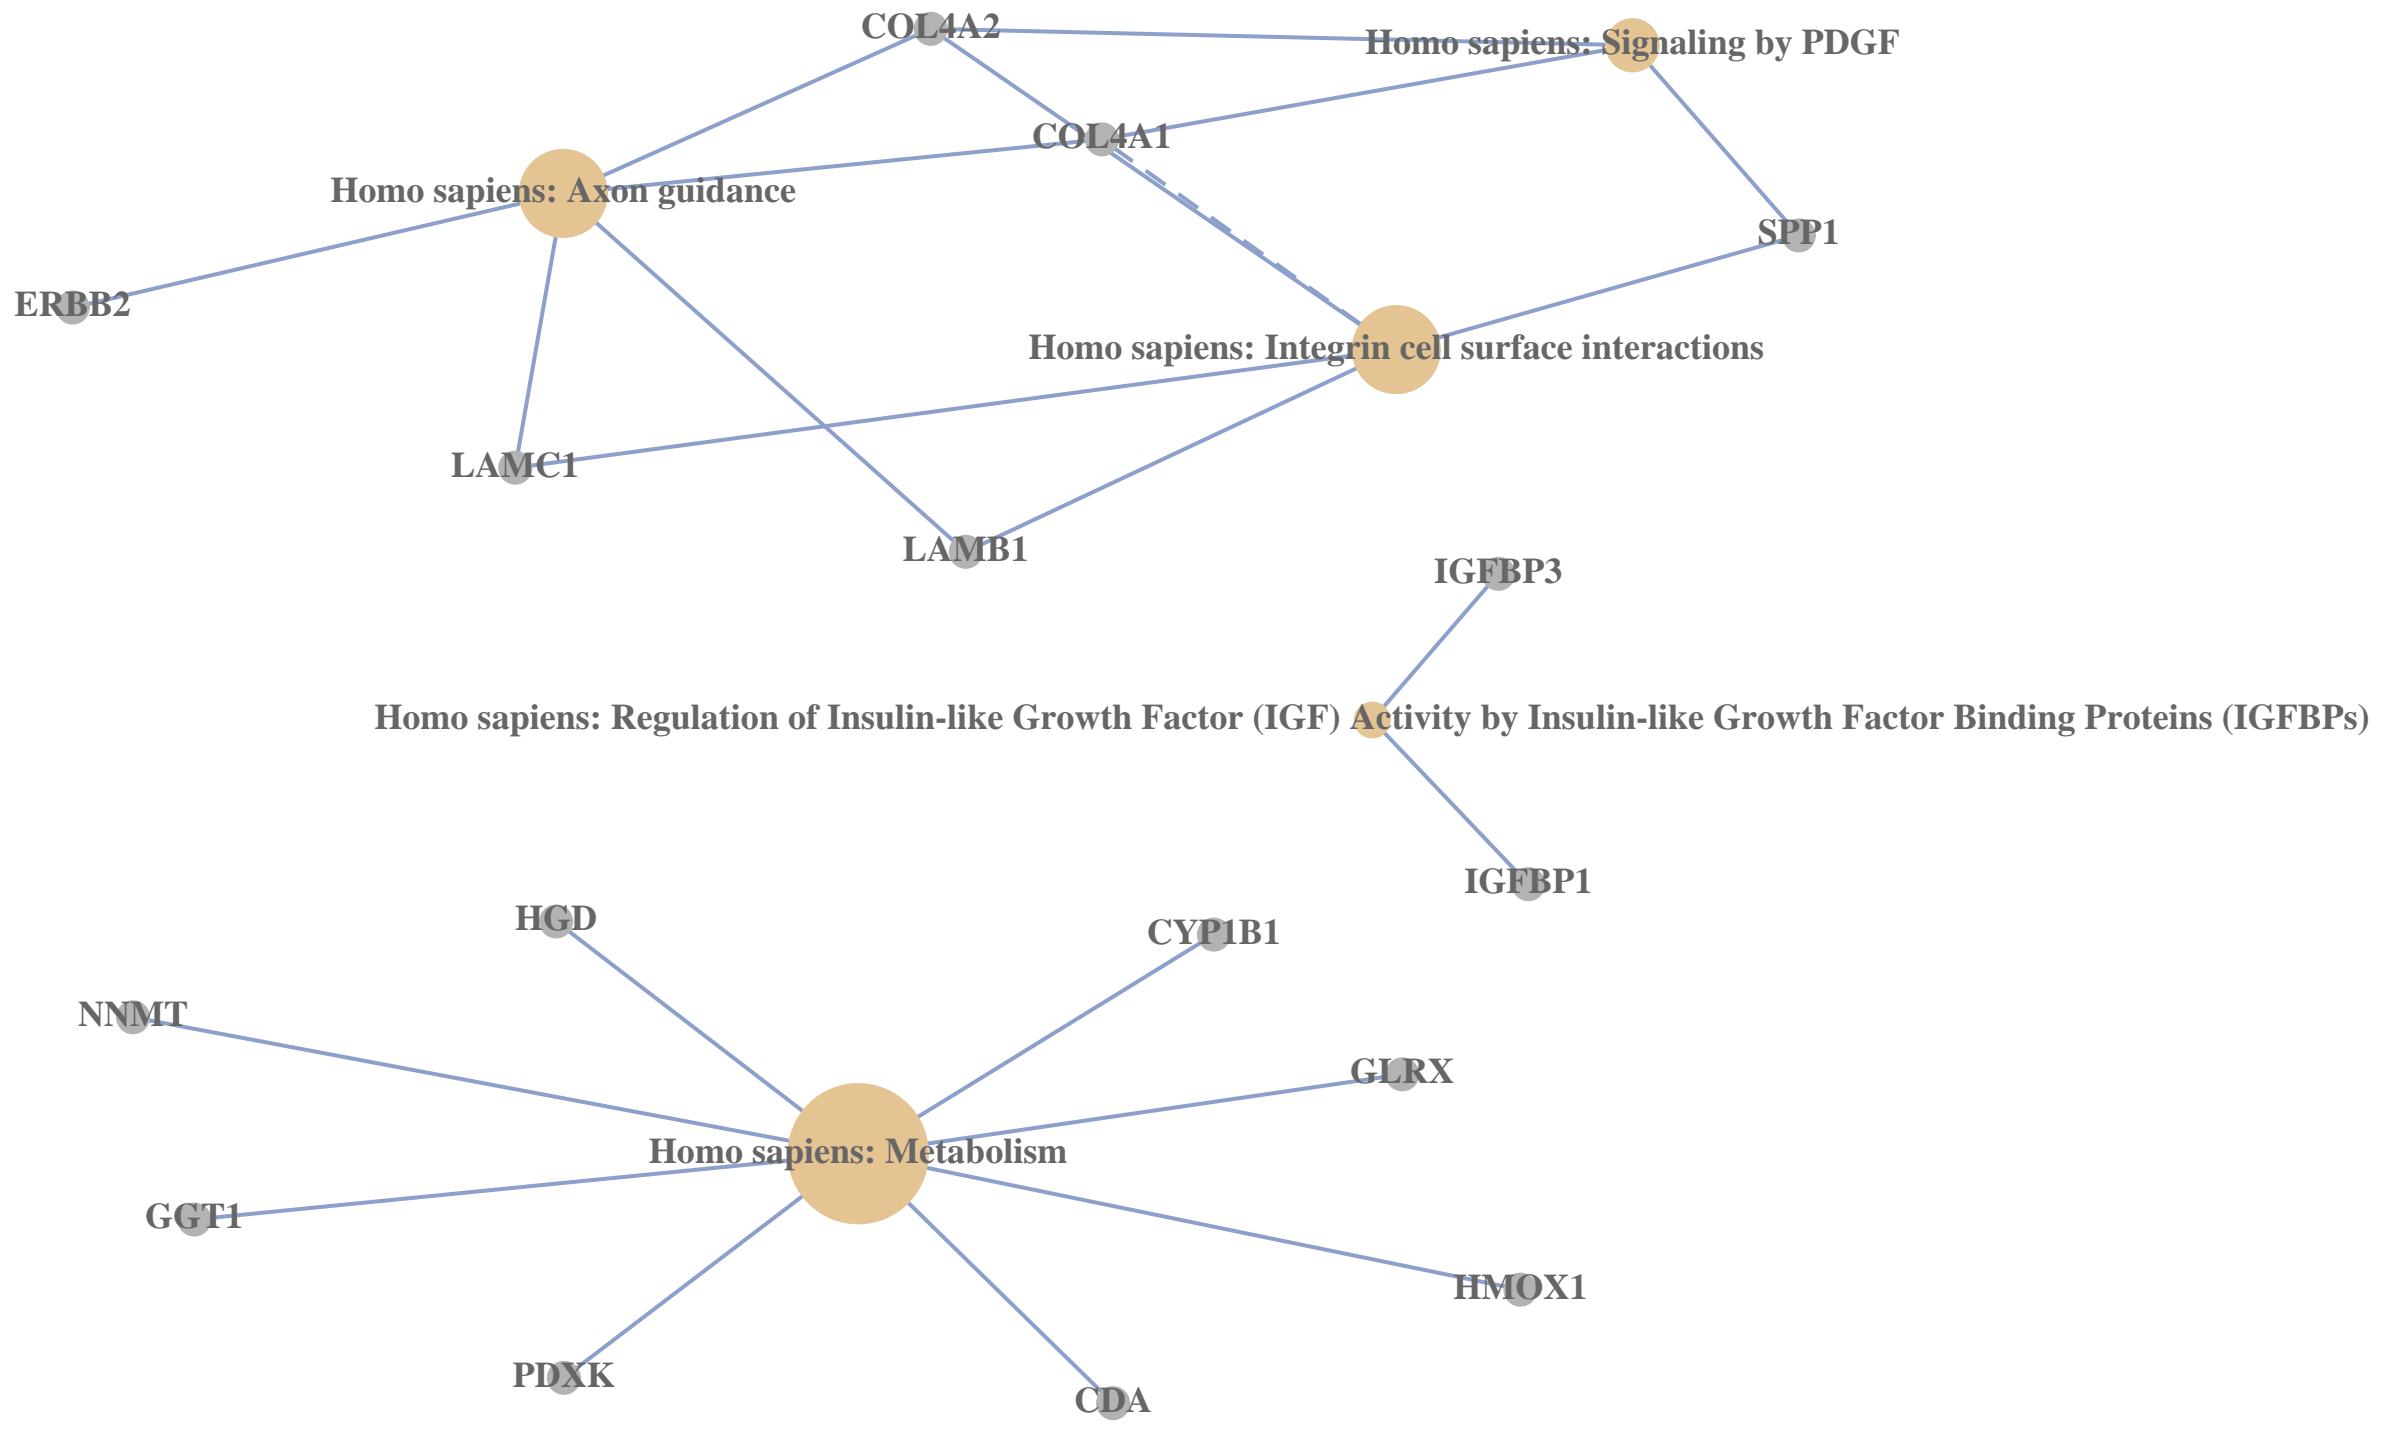 COL4A2
Homo sapiens: Signaling by PDGF
COL4A1
Homo sapiens: Axon guidance
SPP1
ERBB2
Homo sapiens: Integrin cell surface interactions
LAMC1
LAMB1
IGFBP3
Homo sapiens: Regulation of Insulin-like Growth Factor (IGF) Activity by Insulin-like Growth Factor Binding Proteins (IGFBPs)
IGFBP1
HGD
CYP1B1
NNMT
GLRX
Homo sapiens: Metabolism
GGT1
HMOX1
PDXK
CDA